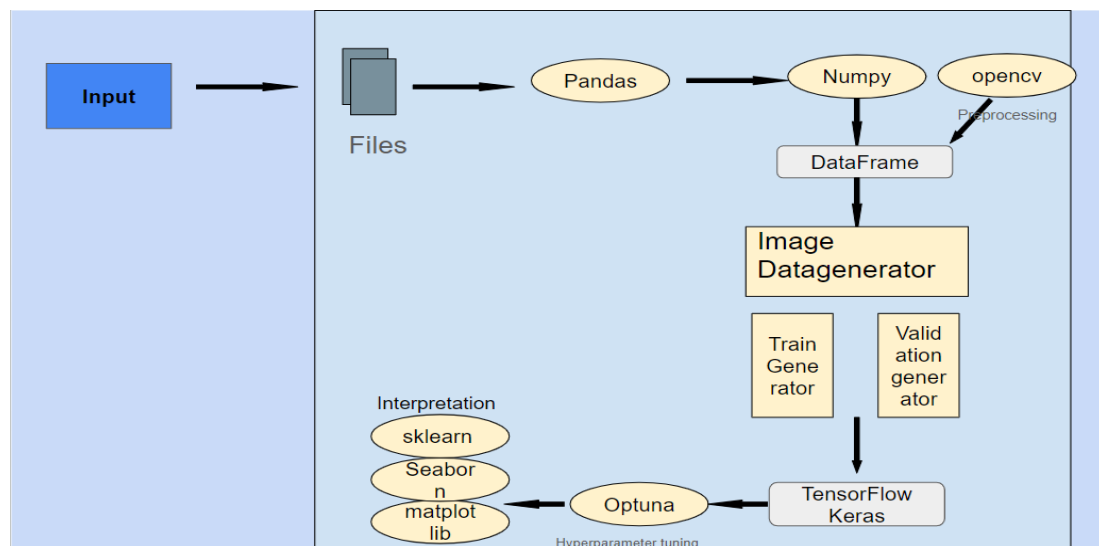 Input
Files
Pandas
Numpy
opencv
Preprocessing
DataFrame
Image
Datagenerator
Train
Gene
rator
Valid
ation
gener
ator
Interpretation
sklearn
Seabor
n
matplot
lib
Optuna
Hyperparameter tuning
TensorFlow
Keras